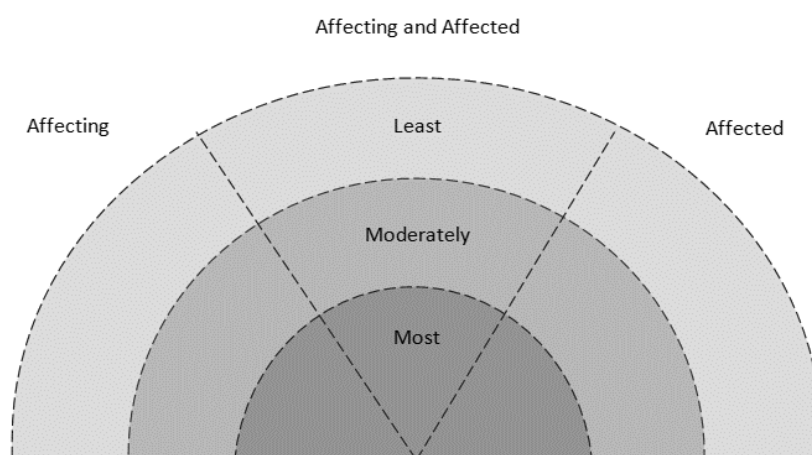 Affecting and Affected
Affecting
Least
Affected
Moderately
Most